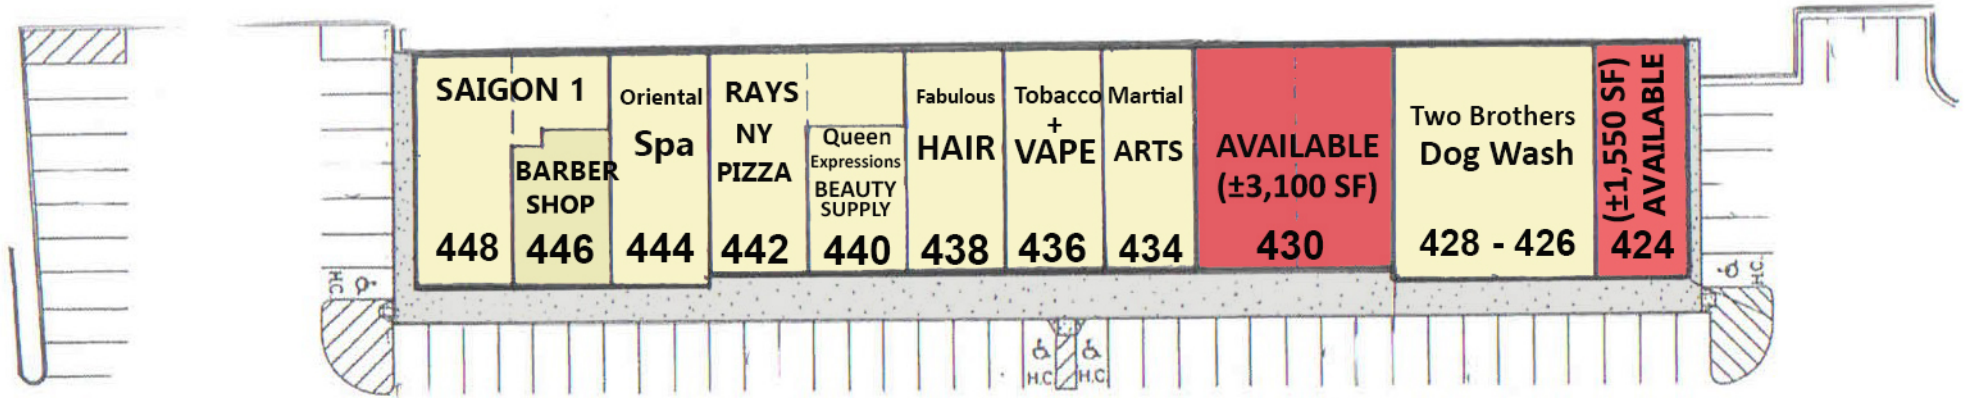 SAIGON 1
448
BARBER
SHOP
446
Oriental
Spa
444
RAYS
NY
PIZZA
442
Queen
Expressions
BEAUTY
SUPPLY
440
Fabulous
HAIR
438
Tobacco
+
VAPE
436
Martial
ARTS
434
AVAILABLE
(±3,100 SF)
430
Two Brothers
Dog Wash
428 - 426
(±1,550 SF)
AVAILABLE
424
H.C.
H.C.
H.C.
H.C.